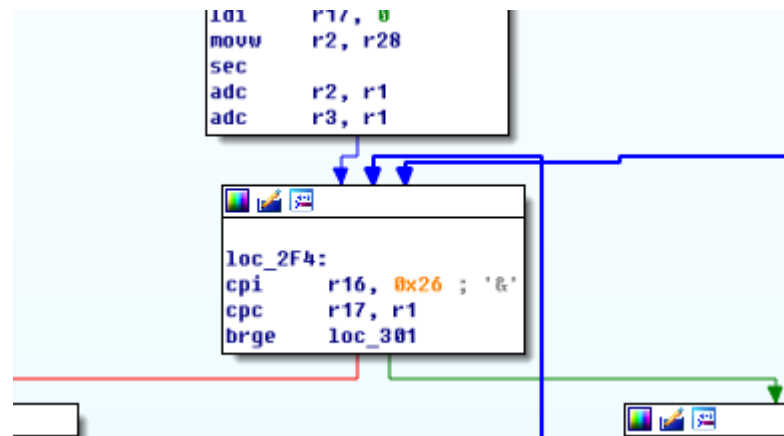 ldi r17, 0
movw r2, r28
sec
adc r2, r1
adc r3, r1
loc_2F4:
cpi r16, 0x26 ; '&'
cpc r17, r1
brge loc_301